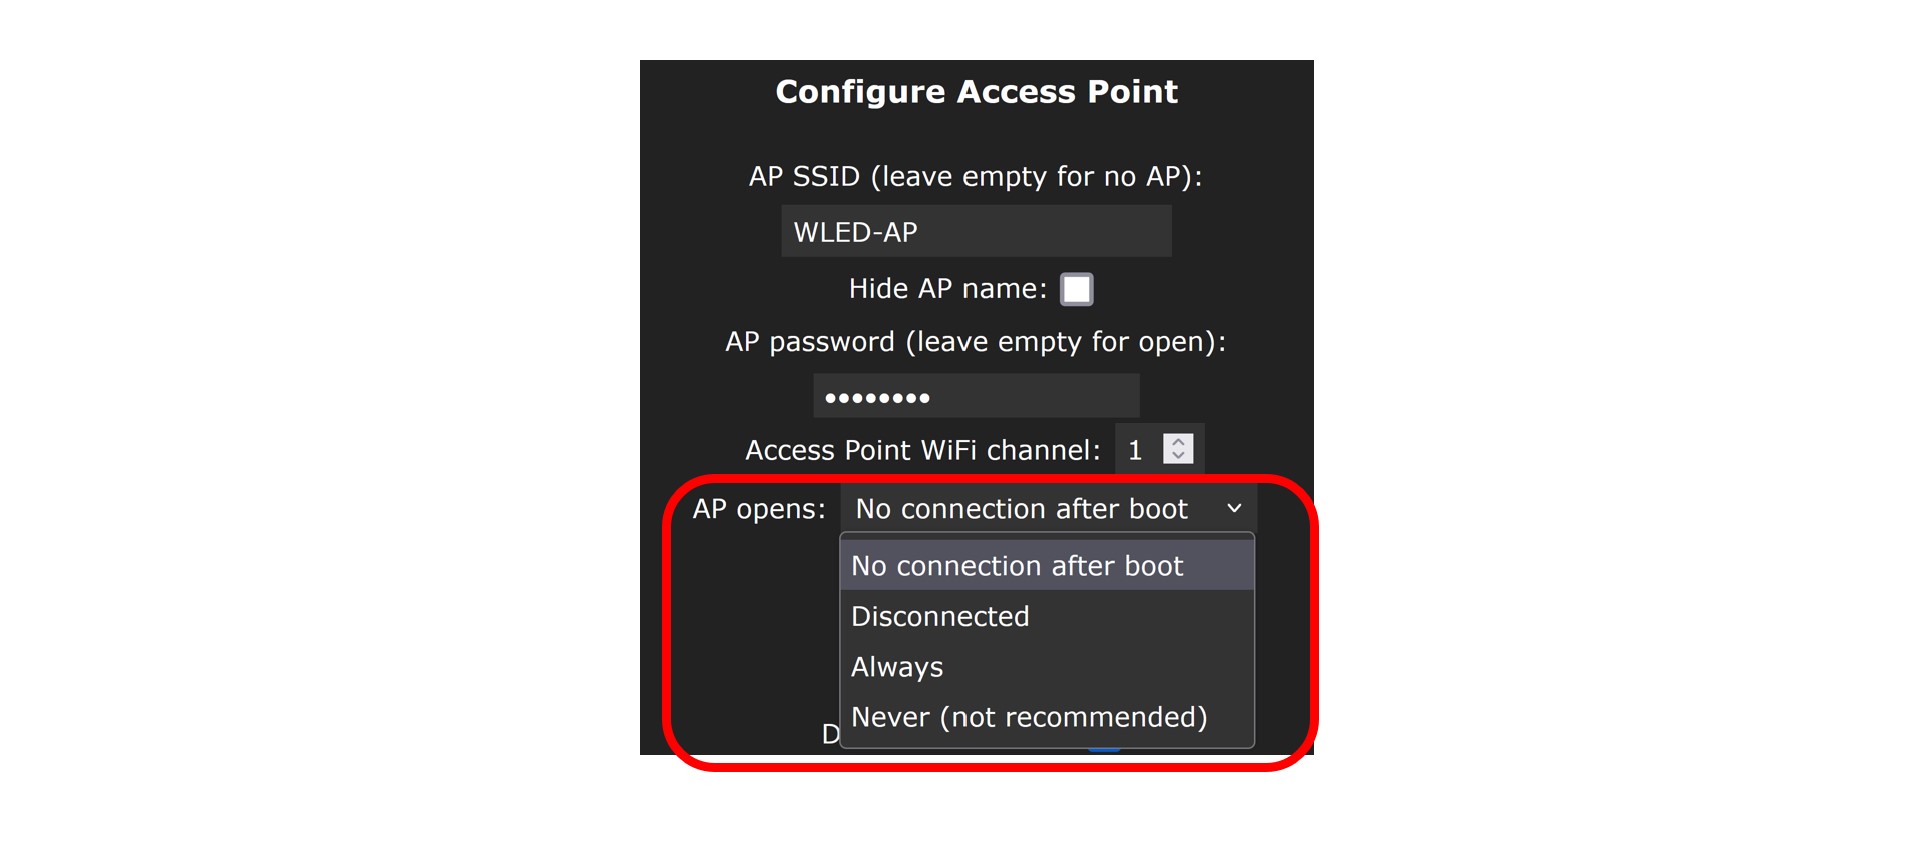 Configure Access Point
AP SSID (leave empty for no AP):
WLED-AP
Hide AP name:
AP password (leave empty for open):
••••••••
Access Point WiFi channel: 1
AP opens: No connection after boot
No connection after boot
Disconnected
Always
Never (not recommended)
D